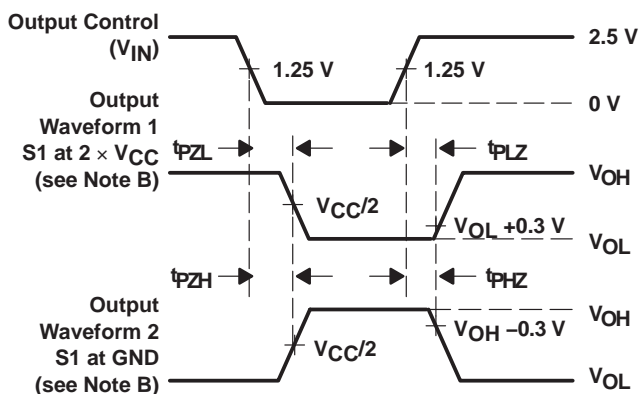 Output Control
(VIN)
2.5 V
1.25 V
1.25 V
0 V
Output
Waveform 1
S1 at 2 × VCC
(see Note B)
tPZL
tPLZ
VOH
VCC/2
VOL +0.3 V
VOL
tPZH
tPHZ
Output
Waveform 2
S1 at GND
(see Note B)
VOH
VOH −0.3 V
VCC/2
VOL